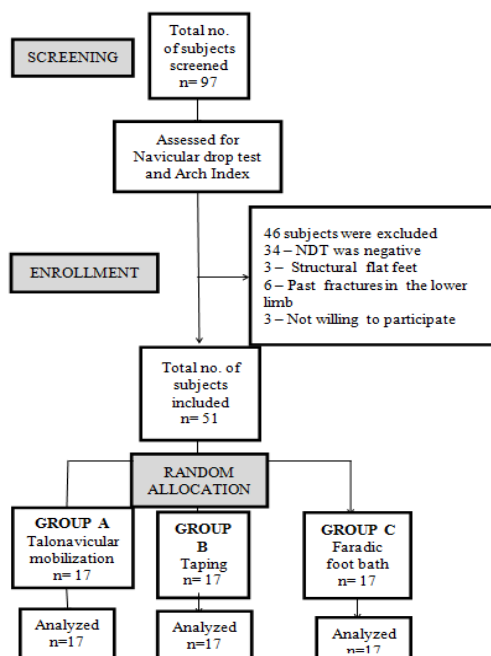 Total no.
of subjects
screened
n= 97
SCREENING
Assessed for
Navicular drop test
and Arch Index
46 subjects were excluded
34 – NDT was negative
3 – Structural flat feet
6 – Past fractures in the lower
limb
3 – Not willing to participate
ENROLLMENT
Total no. of
subjects
included
n= 51
RANDOM
ALLOCATION
GROUP A
Talonavicular
mobilization
n= 17
GROUP
B
Taping
n= 17
GROUP C
Faradic
foot bath
n= 17
Analyzed
n=17
Analyzed
n=17
Analyzed
n=17